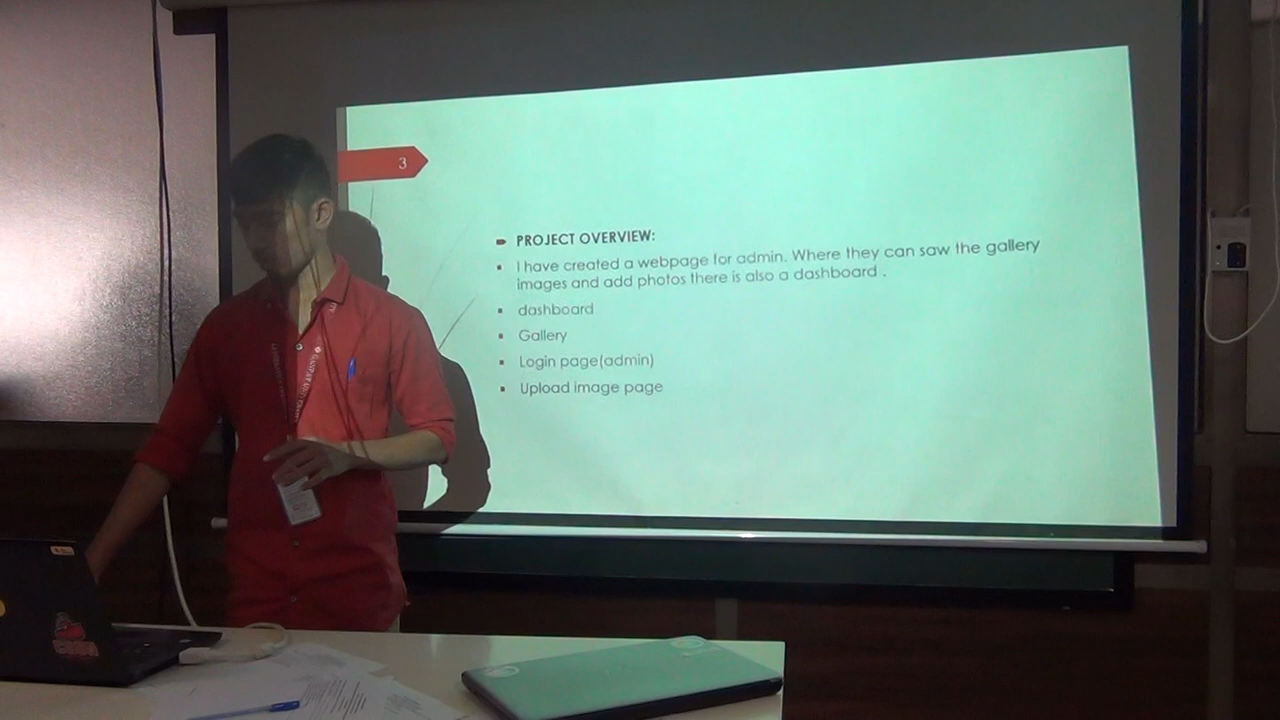 3
PROJECT OVERVIEW:
I have created a webpage for admin. Where they can saw the gallery
images and add photos there is also a dashboard .
dashboard
Gallery
Login page(admin)
Upload image page